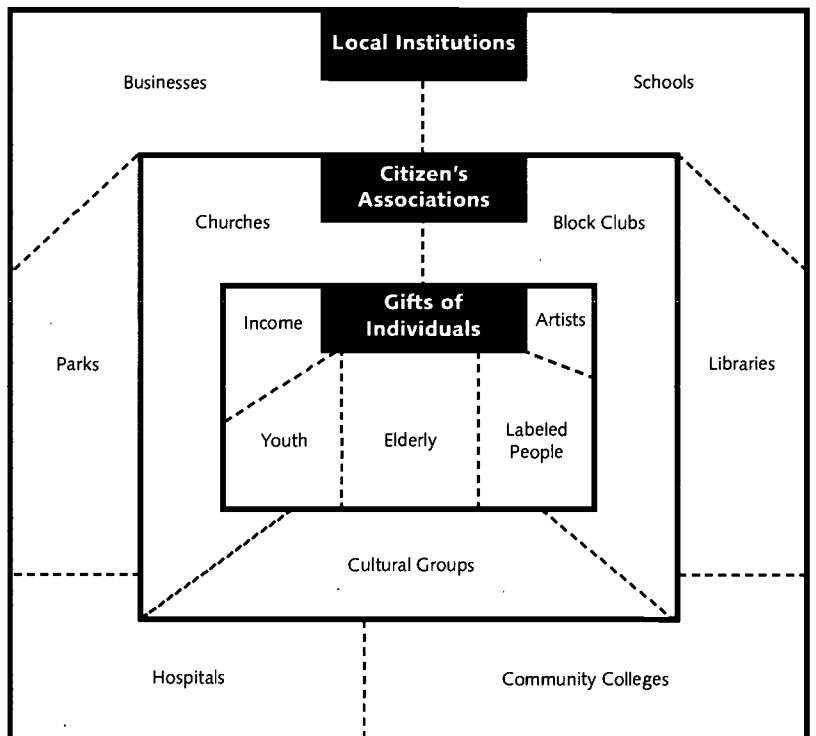 Local Institutions
Businesses
Schools
Citizen's
Associations
Churches
Block Clubs
Gifts of
Individuals
Income
Artists
Parks
Libraries
Youth
Elderly
Labeled
People
Cultural Groups
Hospitals
Community Colleges